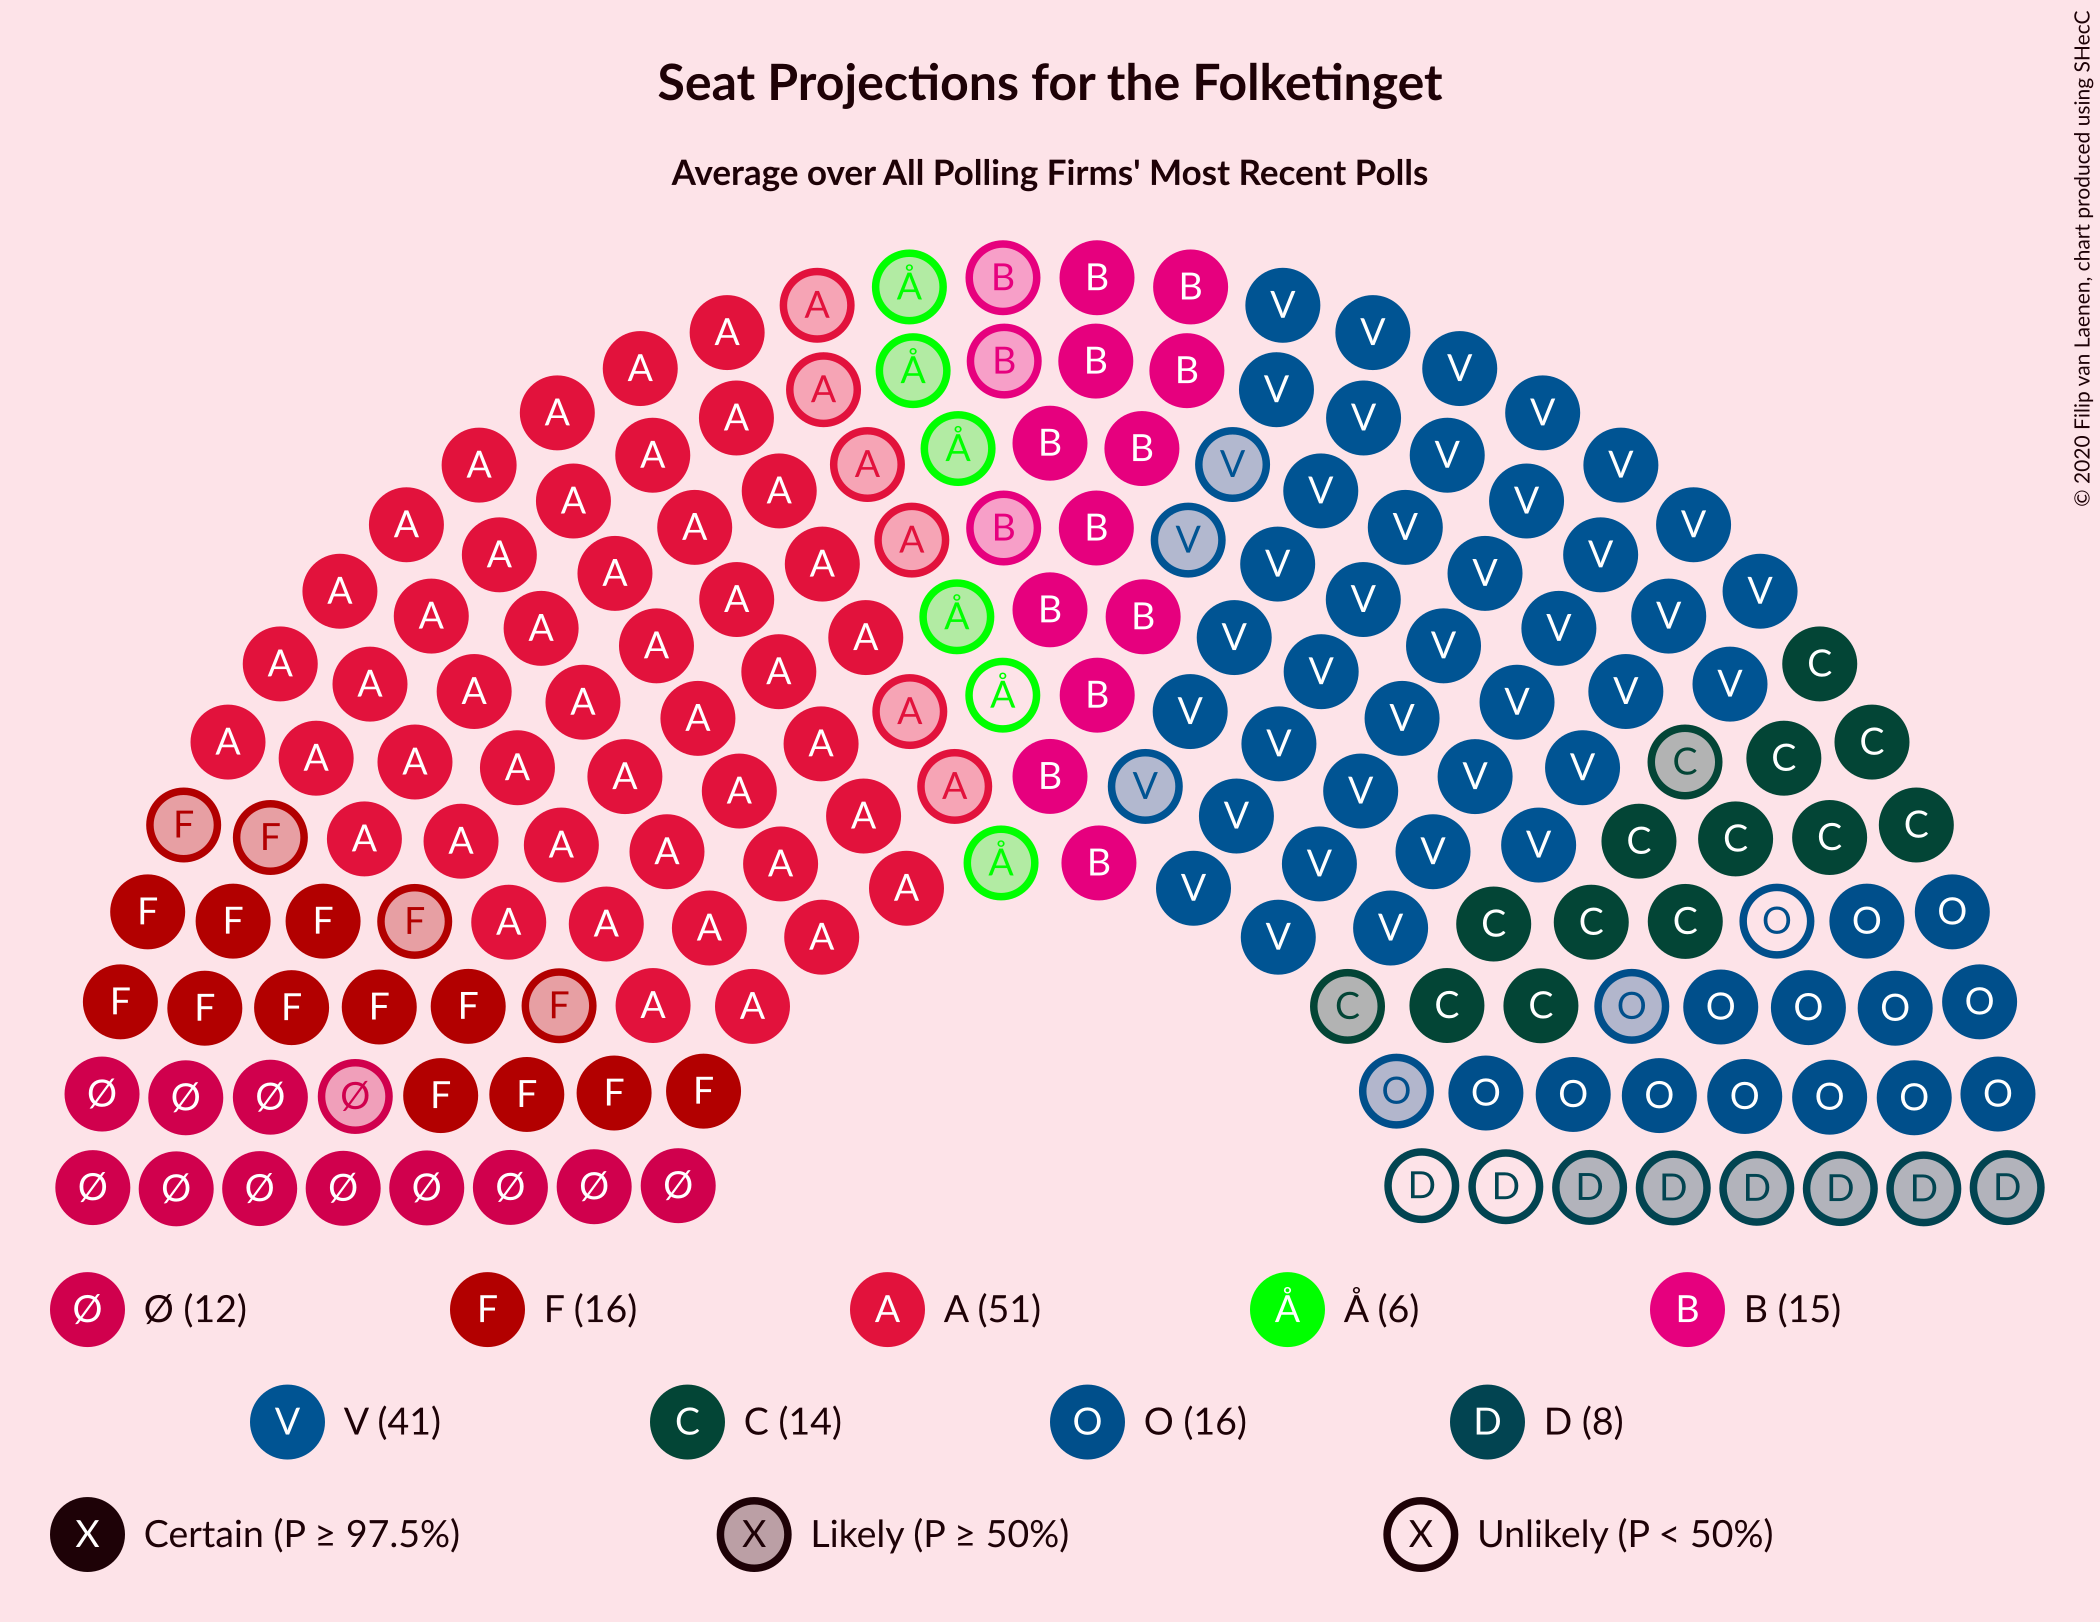 Seat Projections for the Folketinget
Average over All Polling Firms' Most Recent Polls
© 2020 Filip van Laenen, chart produced using SHecC
A Å B B B V
A A V V
A Å B B B V V
A A A V V V
A A Å B B V V V
A A A A B B V V V V
A A A V V V
A A A Å B B V V V
A A A A V V V V C
A A A A A Å B V V V V V
A A A V V V
A A A A A A B V V V V V C C C
A A A V V V
F F A A A A A A Å B V V V V C C C C
F F F F A A A A A V V V C C C O O O
F F F F F F A A C C C O O O O O
Ø Ø Ø Ø F F F F O O O O O O O O
Ø Ø Ø Ø Ø Ø Ø Ø D D D D D D D D
Ø Ø (12) F F (16) A A (51) Å Å (6) B B (15)
V V (41) C C (14) O O (16) D D (8)
X Certain (P ≥ 97.5%) X Likely (P ≥ 50%) X Unlikely (P < 50%)